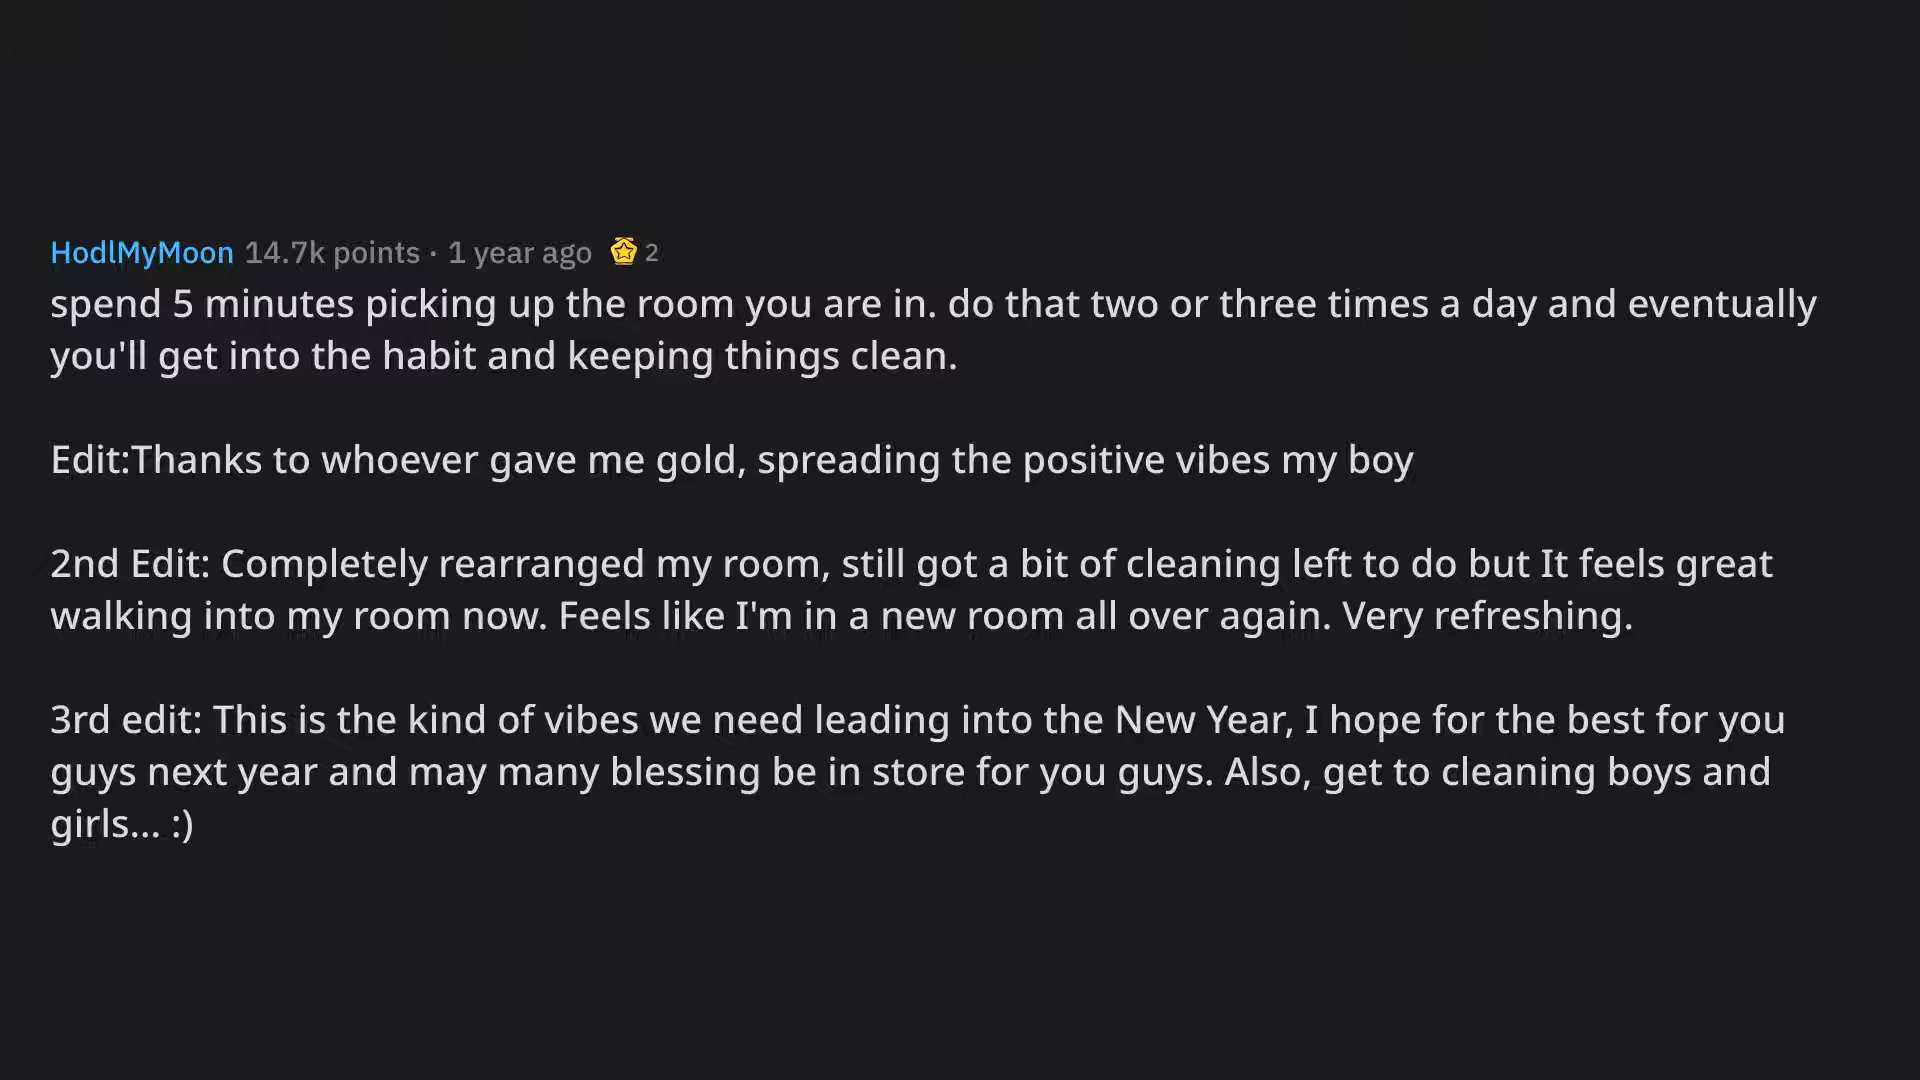 HodlMyMoon 14.7k points · 1 year ago 2
spend 5 minutes picking up the room you are in. do that two or three times a day and eventually
you'll get into the habit and keeping things clean.
Edit:Thanks to whoever gave me gold, spreading the positive vibes my boy
2nd Edit: Completely rearranged my room, still got a bit of cleaning left to do but It feels great
walking into my room now. Feels like I'm in a new room all over again. Very refreshing.
3rd edit: This is the kind of vibes we need leading into the New Year, I hope for the best for you
guys next year and may many blessing be in store for you guys. Also, get to cleaning boys and
girls... :)